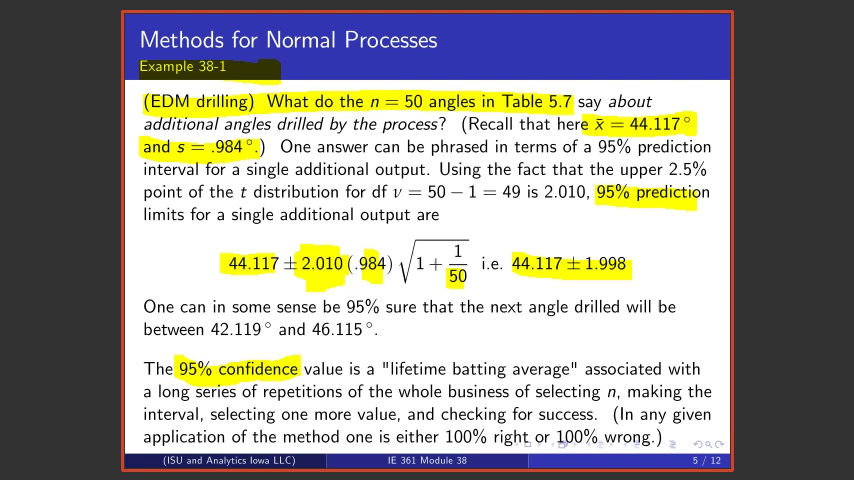 Methods for Normal Processes
Example 38-1
(EDM drilling) What do the n = 50 angles in Table 5.7 say about
additional angles drilled by the process? (Recall that here x̄ = 44.117°
and s = .984°.) One answer can be phrased in terms of a 95% prediction
interval for a single additional output. Using the fact that the upper 2.5%
point of the t distribution for df ν = 50 − 1 = 49 is 2.010, 95% prediction
limits for a single additional output are
44.117 ± 2.010 (.984) √(1 + 1/50) i.e. 44.117 ± 1.998
One can in some sense be 95% sure that the next angle drilled will be
between 42.119° and 46.115°.
The 95% confidence value is a "lifetime batting average" associated with
a long series of repetitions of the whole business of selecting n, making the
interval, selecting one more value, and checking for success. (In any given
application of the method one is either 100% right or 100% wrong.)
(ISU and Analytics Iowa LLC) IE 361 Module 38 5 / 12